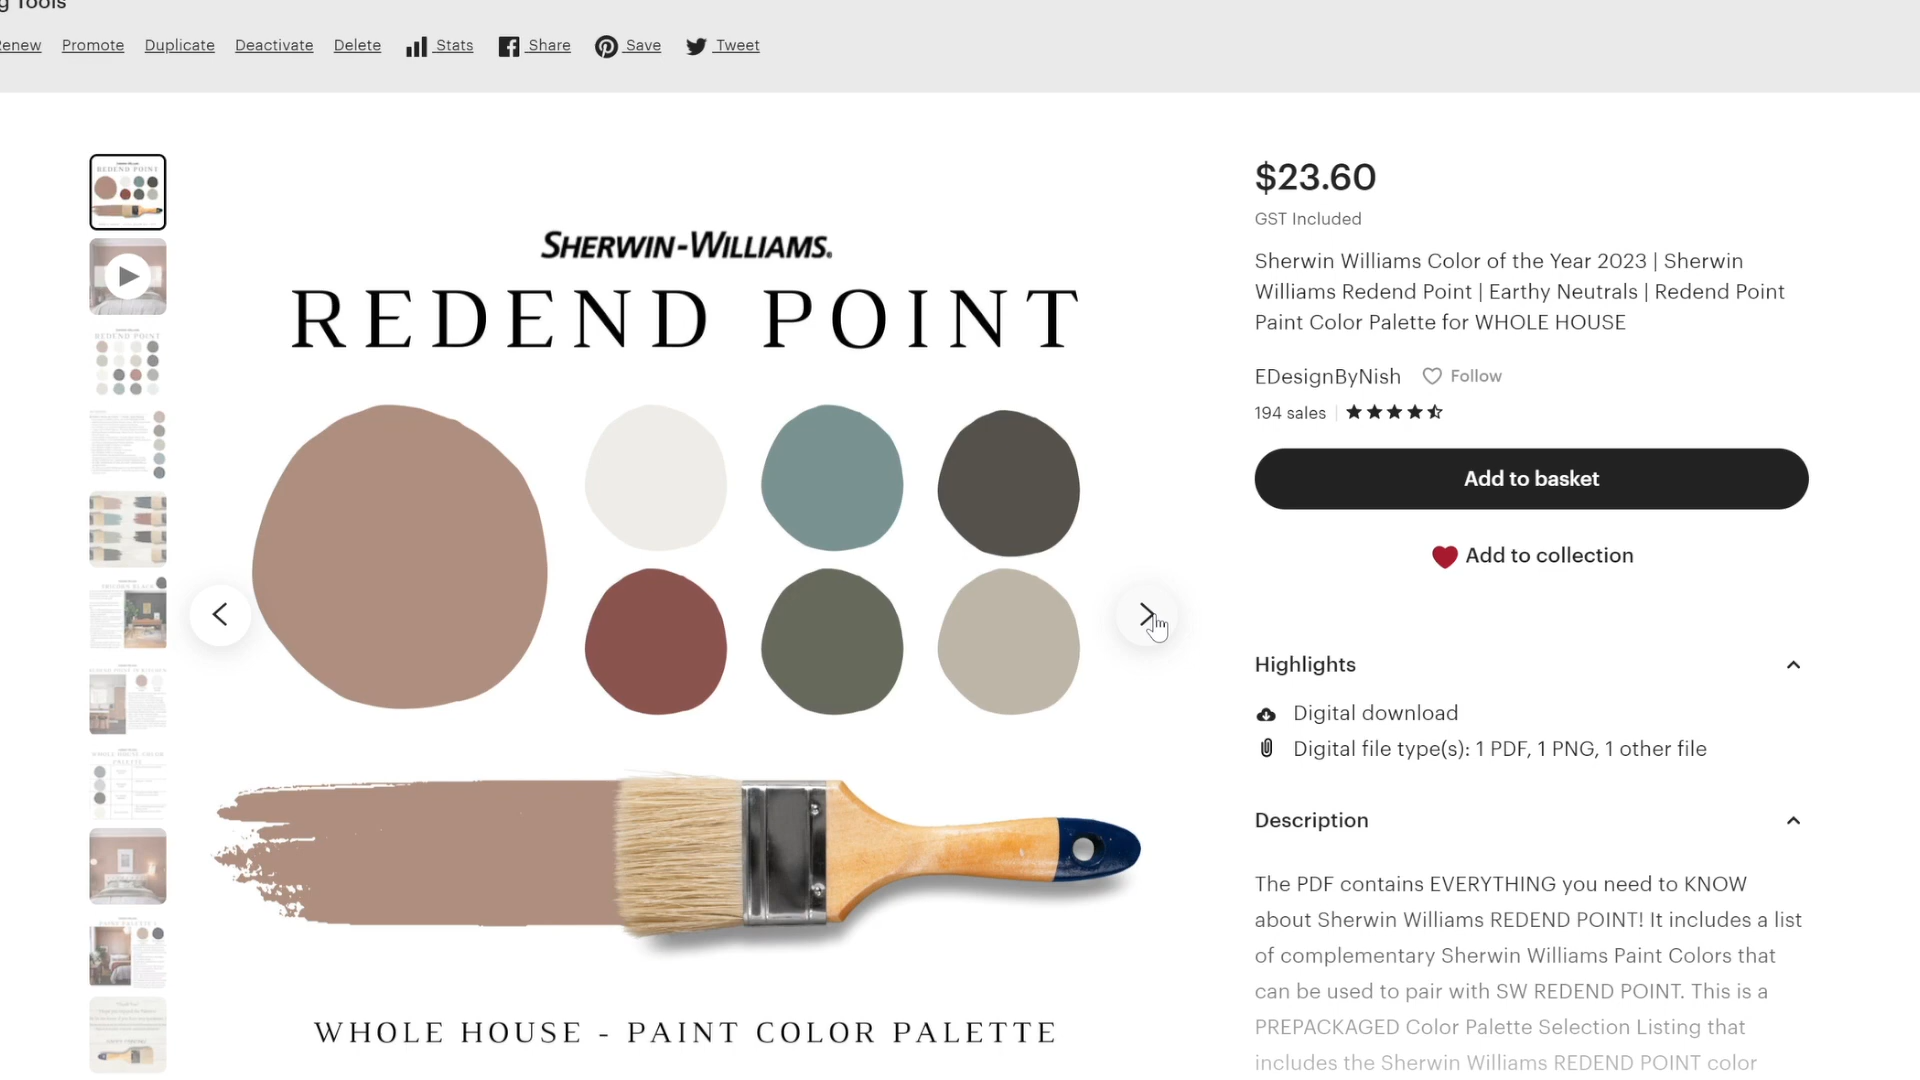 Tools
Renew
Promote
Duplicate
Deactivate
Delete
Stats
Share
Save
Tweet
REDEND POINT
SHERWIN-WILLIAMS.
REDEND POINT
WHOLE HOUSE - PAINT COLOR PALETTE
$23.60
GST Included
Sherwin Williams Color of the Year 2023 | Sherwin
Williams Redend Point | Earthy Neutrals | Redend Point
Paint Color Palette for WHOLE HOUSE
EDesignByNish
Follow
194 sales
Add to basket
Add to collection
Highlights
Digital download
Digital file type(s): 1 PDF, 1 PNG, 1 other file
Description
The PDF contains EVERYTHING you need to KNOW
about Sherwin Williams REDEND POINT! It includes a list
of complementary Sherwin Williams Paint Colors that
can be used to pair with SW REDEND POINT. This is a
PREPACKAGED Color Palette Selection Listing that
includes the Sherwin Williams REDEND POINT color